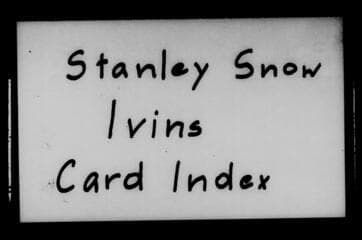 Stanley Snow
Ivins
Card Index